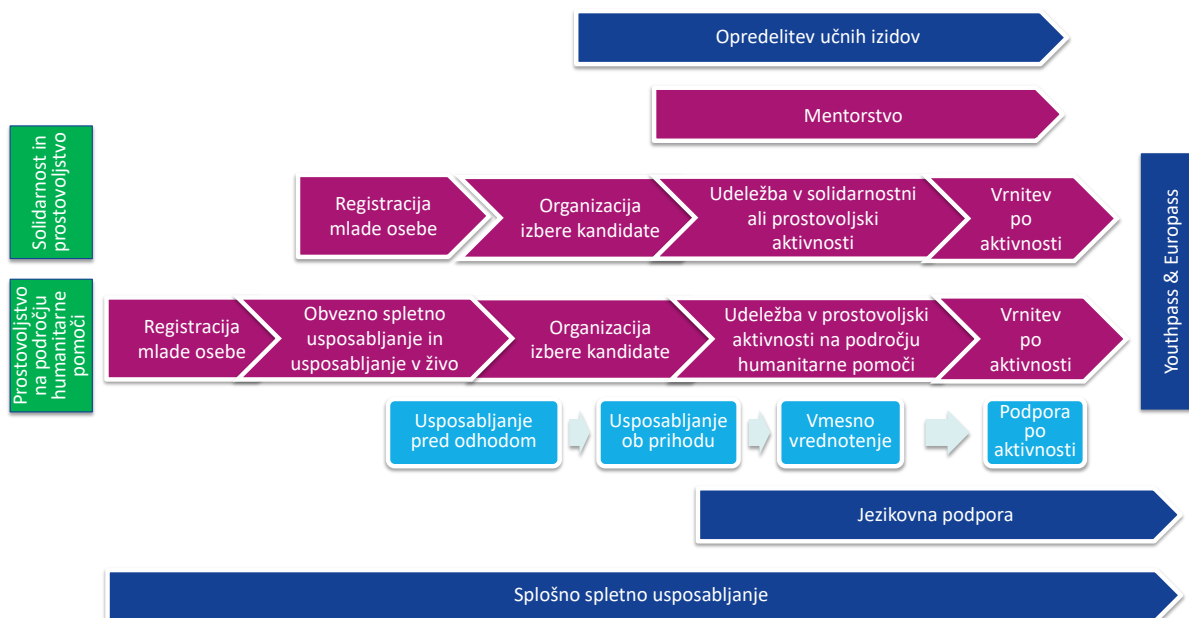 Opredelitev učnih izidov
Mentorstvo
Solidarnost in
prostovoljstvo
Registracija
mlade osebe
Organizacija
izbere kandidate
Udeležba v solidarnostni
ali prostovoljski
aktivnosti
Vrnitev
po
aktivnosti
Prostovoljstvo
na področju
humanitarne
pomoči
Registracija
mlade osebe
Obvezno spletno
usposabljanje in
usposabljanje v živo
Organizacija
izbere kandidate
Udeležba v prostovoljski
aktivnosti na področju
humanitarne pomoči
Vrnitev
po
aktivnosti
Youthpass & Europass
Usposabljanje
pred odhodom
Usposabljanje
ob prihodu
Vmesno
vrednotenje
Podpora
po
aktivnosti
Jezikovna podpora
Splošno spletno usposabljanje